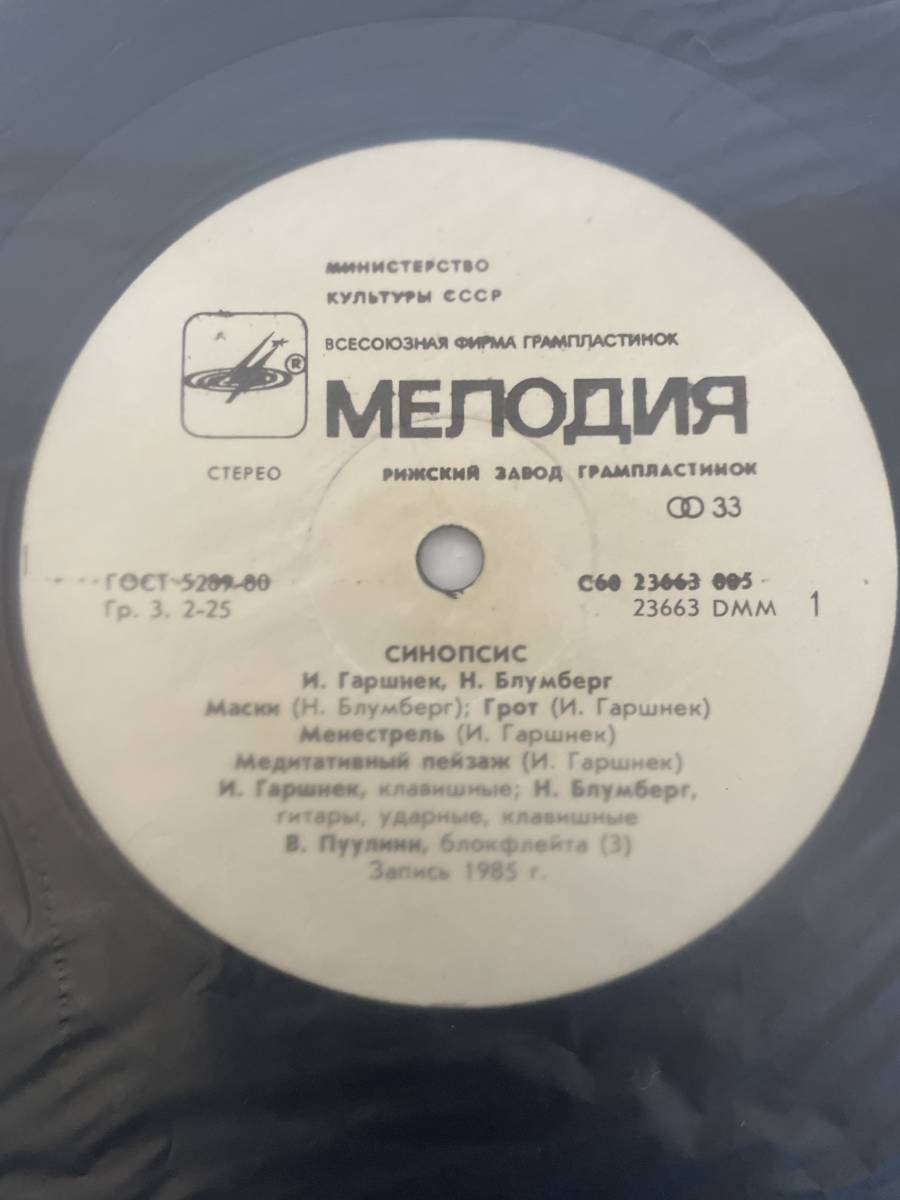 МИНИСТЕРСТВО
КУЛЬТУРЫ СССР
ВСЕСОЮЗНАЯ ФИРМА ГРАМПЛАСТИНОК
®
МЕЛОДИЯ
СТЕРЕО РИЖСКИЙ ЗАВОД ГРАМПЛАСТИНОК
33
ГОСТ 5289-80 С60 23663 005
Гр. 3. 2-25 23663 DMM 1
СИНОПСИС
И. Гаршнек, Н. Блумберг
Маски (Н. Блумберг); Грот (И. Гаршнек)
Менестрель (И. Гаршнек)
Медитативный пейзаж (И. Гаршнек)
И. Гаршнек, клавишные; Н. Блумберг,
гитары, ударные, клавишные
В. Пуулинн, блокфлейта (3)
Запись 1985 г.